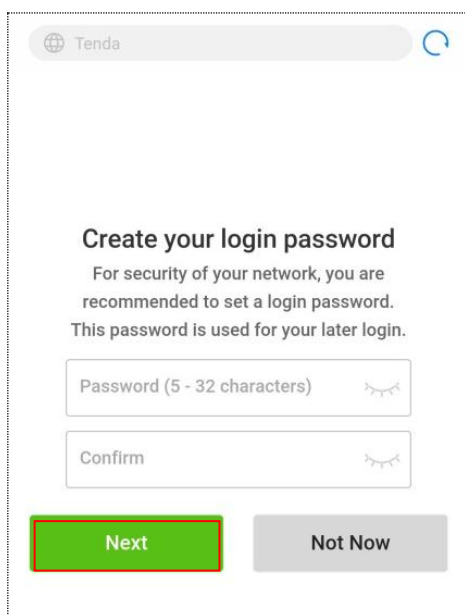 Tenda
Create your login password
For security of your network, you are
recommended to set a login password.
This password is used for your later login.
Password (5 - 32 characters)
Confirm
Next
Not Now